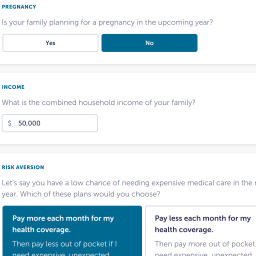 PREGNANCY
Is your family planning for a pregnancy in the upcoming year?
Yes No
INCOME
What is the combined household income of your family?
$ 50,000
RISK AVERSION
Let's say you have a low chance of needing expensive medical care in the
year. Which of these plans would you choose?
Pay more each month for my
health coverage.
Then pay less out of pocket if I
need expensive, unexpected
Pay less each month for my
health coverage.
Then pay more out of pocket
need expensive, unexpected